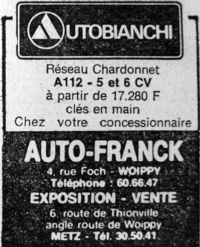 AUTOBIANCHI
Réseau Chardonnet
A112 - 5 et 6 CV
à partir de 17.280 F
clés en main
Chez votre concessionnaire
AUTO-FRANCK
4, rue Foch - WOIPPY
Téléphone : 60.66.47
EXPOSITION - VENTE
6, route de Thionville
angle route de Woippy
METZ - Tél. 30.50.41